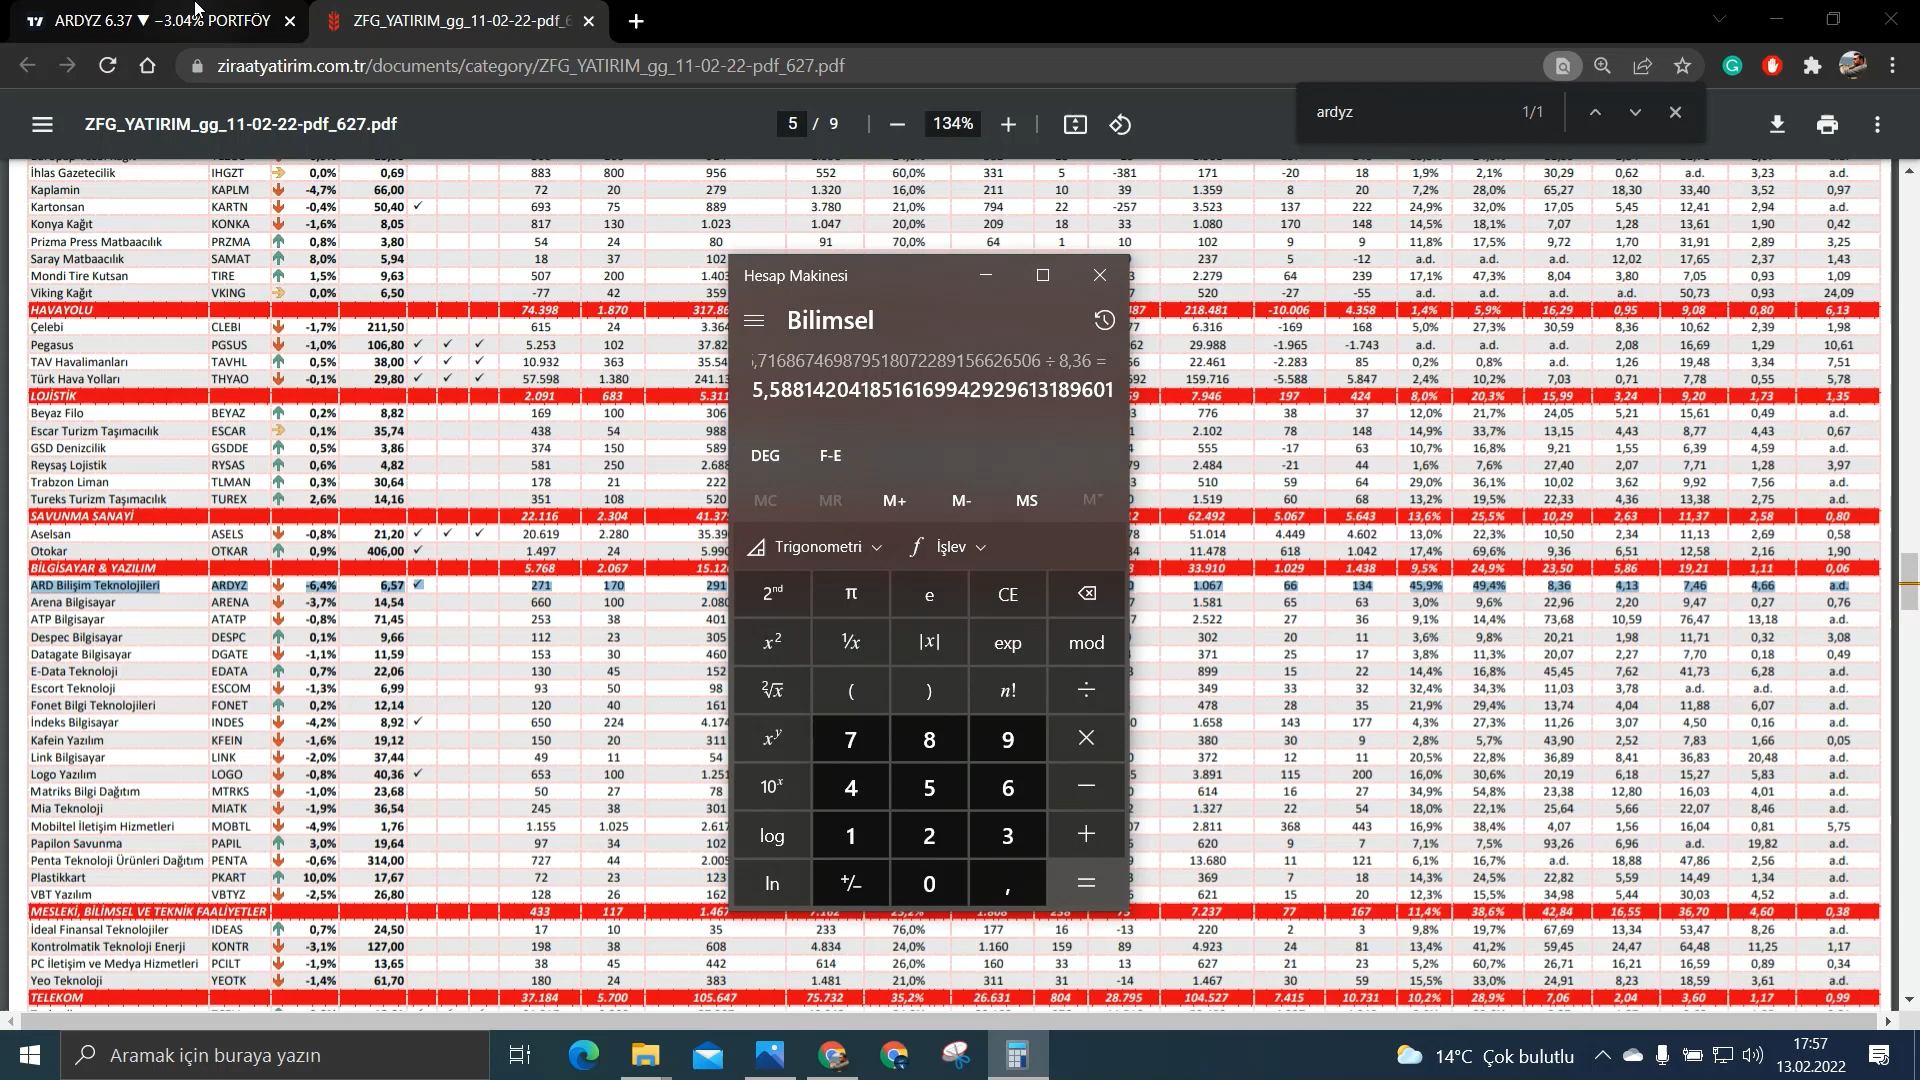 ARDYZ 6.37 ▼ −3.04% PORTFÖY
ZFG_YATIRIM_gg_11-02-22-pdf_6
ziraatyatirim.com.tr/documents/category/ZFG_YATIRIM_gg_11-02-22-pdf_627.pdf
ardyz 1/1
ZFG_YATIRIM_gg_11-02-22-pdf_627.pdf 5 / 9 134%
İhlas Gazetecilik IHGZT 0,0% 0,69 883 800 956 552 60,0% 331 5 -381 171 -20 18 1,9% 2,1% 30,29 0,62 a.d. 3,23 a.d.
Kaplamin KAPLM -4,7% 66,00 72 20 279 1.320 16,0% 211 10 39 1.359 8 20 7,2% 28,0% 65,27 18,30 33,40 3,52 0,97
Kartonsan KARTN -0,4% 50,40 ✓ 693 75 889 3.780 21,0% 794 22 -257 3.523 137 222 24,9% 32,0% 17,05 5,45 12,41 2,94 a.d.
Konya Kağıt KONKA -1,6% 8,05 817 130 1.023 1.047 20,0% 209 18 33 1.080 170 148 14,5% 18,1% 7,07 1,28 13,61 1,90 0,42
Prizma Press Matbaacılık PRZMA 0,8% 3,80 54 24 80 91 70,0% 64 1 10 102 9 9 11,8% 17,5% 9,72 1,70 31,91 2,89 3,25
Saray Matbaacılık SAMAT 8,0% 5,94 18 37 102 237 5 -12 a.d. a.d. a.d. 12,02 17,65 2,37 1,43
Mondi Tire Kutsan TIRE 1,5% 9,63 507 200 1.403 2.279 64 239 17,1% 47,3% 8,04 3,80 7,05 0,93 1,09
Viking Kağıt VKING 0,0% 6,50 -77 42 359 520 -27 -55 a.d. a.d. a.d. a.d. 50,73 0,93 24,09
HAVAYOLU 74.398 1.870 317.86 218.481 -10.006 4.358 1,4% 5,9% 16,29 0,95 9,08 0,80 6,13
Çelebi CLEBI -1,7% 211,50 615 24 3.364 6.316 -169 168 5,0% 27,3% 30,59 8,36 10,62 2,39 1,98
Pegasus PGSUS -1,0% 106,80 ✓ ✓ ✓ 5.253 102 37.82 29.988 -1.965 -1.743 a.d. a.d. a.d. 2,08 16,69 1,29 10,61
TAV Havalimanları TAVHL 0,5% 38,00 ✓ ✓ ✓ 10.932 363 35.54 22.461 -2.283 85 0,2% 0,8% a.d. 1,26 19,48 3,34 7,51
Türk Hava Yolları THYAO -0,1% 29,80 ✓ ✓ ✓ 57.598 1.380 241.13 159.716 -5.588 5.847 2,4% 10,2% 7,03 0,71 7,78 0,55 5,78
LOJİSTİK 2.091 683 5.311 7.946 197 424 8,0% 20,3% 15,99 3,24 9,20 1,73 1,35
Beyaz Filo BEYAZ 0,2% 8,82 169 100 306 776 38 37 12,0% 21,7% 24,05 5,21 15,61 0,49 a.d.
Escar Turizm Taşımacılık ESCAR 0,1% 35,74 438 54 988 2.102 78 148 14,9% 33,7% 13,15 4,43 8,77 4,43 0,67
GSD Denizcilik GSDDE 0,5% 3,86 374 150 589 555 -17 63 10,7% 16,8% 9,21 1,55 6,39 4,59 a.d.
Reysaş Lojistik RYSAS 0,6% 4,82 581 250 2.688 2.484 -21 44 1,6% 7,6% 27,40 2,07 7,71 1,28 3,97
Trabzon Liman TLMAN 0,3% 30,64 178 21 222 510 59 64 29,0% 36,1% 10,02 3,62 9,92 7,56 a.d.
Tureks Turizm Taşımacılık TUREX 2,6% 14,16 351 108 520 1.519 60 68 13,2% 19,5% 22,33 4,36 13,38 2,75 a.d.
SAVUNMA SANAYİ 22.116 2.304 41.37 62.492 5.067 5.643 13,6% 25,5% 10,29 2,63 11,37 2,58 0,80
Aselsan ASELS -0,8% 21,20 ✓ ✓ ✓ 20.619 2.280 35.39 51.014 4.449 4.602 13,0% 22,3% 10,50 2,34 11,13 2,69 0,58
Otokar OTKAR 0,9% 406,00 ✓ 1.497 24 5.990 11.478 618 1.042 17,4% 69,6% 9,36 6,51 12,58 2,16 1,90
BİLGİSAYAR & YAZILIM 5.768 2.067 15.12 33.910 1.029 1.438 9,5% 24,9% 23,50 5,86 19,21 1,11 0,06
ARD Bilişim Teknolojileri ARDYZ -6,4% 6,57 ✓ 271 170 291 1.067 66 134 45,9% 49,4% 8,36 4,13 7,46 4,66 a.d.
Arena Bilgisayar ARENA -3,7% 14,54 660 100 2.080 1.581 65 63 3,0% 9,6% 22,96 2,20 9,47 0,27 0,76
ATP Bilgisayar ATATP -0,8% 71,45 253 38 401 2.522 27 36 9,1% 14,4% 73,68 10,59 76,47 13,18 a.d.
Despec Bilgisayar DESPC 0,1% 9,66 112 23 305 302 20 11 3,6% 9,8% 20,21 1,98 11,71 0,32 3,08
Datagate Bilgisayar DGATE -1,1% 11,59 153 30 460 371 25 17 3,8% 11,3% 20,07 2,27 7,70 0,18 0,49
E-Data Teknoloji EDATA 0,7% 22,06 130 45 152 899 15 22 14,4% 16,8% 45,45 7,62 41,73 6,28 a.d.
Escort Teknoloji ESCOM -1,3% 6,99 93 50 98 349 33 32 32,4% 34,3% 11,03 3,78 a.d. a.d. a.d.
Fonet Bilgi Teknolojileri FONET 0,2% 12,14 120 40 161 478 28 35 21,9% 29,4% 13,74 4,04 11,88 6,07 a.d.
İndeks Bilgisayar INDES -4,2% 8,92 ✓ 650 224 4.174 1.658 143 177 4,3% 27,3% 11,26 3,07 4,50 0,16 a.d.
Kafein Yazılım KFEIN -1,6% 19,12 150 20 311 380 30 9 2,8% 5,7% 43,90 2,52 7,83 1,66 0,05
Link Bilgisayar LINK -2,0% 37,44 49 11 54 372 12 11 20,5% 22,8% 36,89 8,41 36,83 20,48 a.d.
Logo Yazılım LOGO -0,8% 40,36 ✓ 653 100 1.251 3.891 115 200 16,0% 30,6% 20,19 6,18 15,27 5,83 a.d.
Matriks Bilgi Dağıtım MTRKS -1,0% 23,68 50 27 78 614 16 27 34,9% 54,8% 23,38 12,80 16,03 4,01 a.d.
Mia Teknoloji MIATK -1,9% 36,54 245 38 301 1.327 22 54 18,0% 22,1% 25,64 5,66 22,07 8,46 a.d.
Mobiltel İletişim Hizmetleri MOBTL -4,9% 1,76 1.155 1.025 2.617 2.811 368 443 16,9% 38,4% 4,07 1,56 16,04 0,81 5,75
Papilon Savunma PAPIL 3,0% 19,64 97 34 102 620 9 7 7,1% 7,5% 93,26 6,96 a.d. 19,82 a.d.
Penta Teknoloji Ürünleri Dağıtım PENTA -0,6% 314,00 727 44 2.005 13.680 11 121 6,1% 16,7% a.d. 18,88 47,86 2,56 a.d.
Plastikkart PKART 10,0% 17,67 72 23 123 369 7 18 14,3% 24,5% 22,82 5,59 14,49 1,34 a.d.
VBT Yazılım VBTYZ -2,5% 26,80 128 26 162 621 15 20 12,3% 15,5% 34,98 5,44 30,03 4,52 a.d.
MESLEKİ, BİLİMSEL VE TEKNİK FAALİYETLER 433 117 1.467 7.237 77 167 11,4% 38,6% 42,84 16,55 36,70 4,60 0,38
İdeal Finansal Teknolojiler IDEAS 0,7% 24,50 17 10 35 233 76,0% 177 16 -13 220 2 3 9,8% 19,7% 67,69 13,34 53,47 8,26 a.d.
Kontrolmatik Teknoloji Enerji KONTR -3,1% 127,00 198 38 608 4.834 24,0% 1.160 159 89 4.923 24 81 13,4% 41,2% 59,45 24,47 64,48 11,25 1,17
PC İletişim ve Medya Hizmetleri PCILT -1,9% 13,65 38 45 442 614 26,0% 160 33 13 627 21 23 5,2% 60,7% 26,71 16,21 16,59 0,89 0,34
Yeo Teknoloji YEOTK -1,4% 61,70 180 24 383 1.481 21,0% 311 31 -14 1.467 30 59 15,5% 33,0% 24,91 8,23 18,59 3,61 a.d.
TELEKOM 37.184 5.700 105.647 75.732 35,2% 26.631 804 28.795 104.527 7.415 10.731 10,2% 28,9% 7,06 2,04 3,60 1,17 0,99
Hesap Makinesi
Bilimsel
,716867469879518072289156626506 ÷ 8,36 =
5,5881420418516169942929613189601
DEG F-E
MC MR M+ M- MS M˅
Trigonometri f İşlev
2nd π e CE
x² ¹/x |x| exp mod
²√x ( ) n! ÷
xʸ 7 8 9 ×
10ˣ 4 5 6 −
log 1 2 3 +
ln +/− 0 , =
Aramak için buraya yazın
14°C Çok bulutlu
17:57
13.02.2022